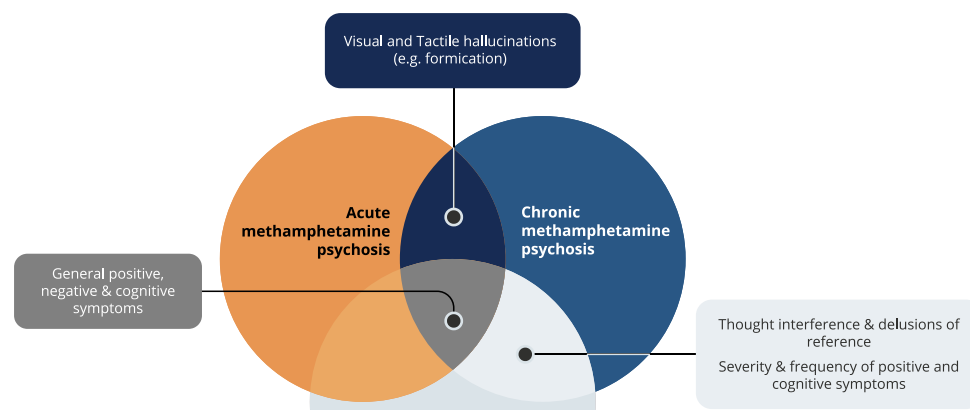 Visual and Tactile hallucinations
(e.g. formication)
Acute
methamphetamine
psychosis
Chronic
methamphetamine
psychosis
General positive,
negative & cognitive
symptoms
Thought interference & delusions of
reference
Severity & frequency of positive and
cognitive symptoms